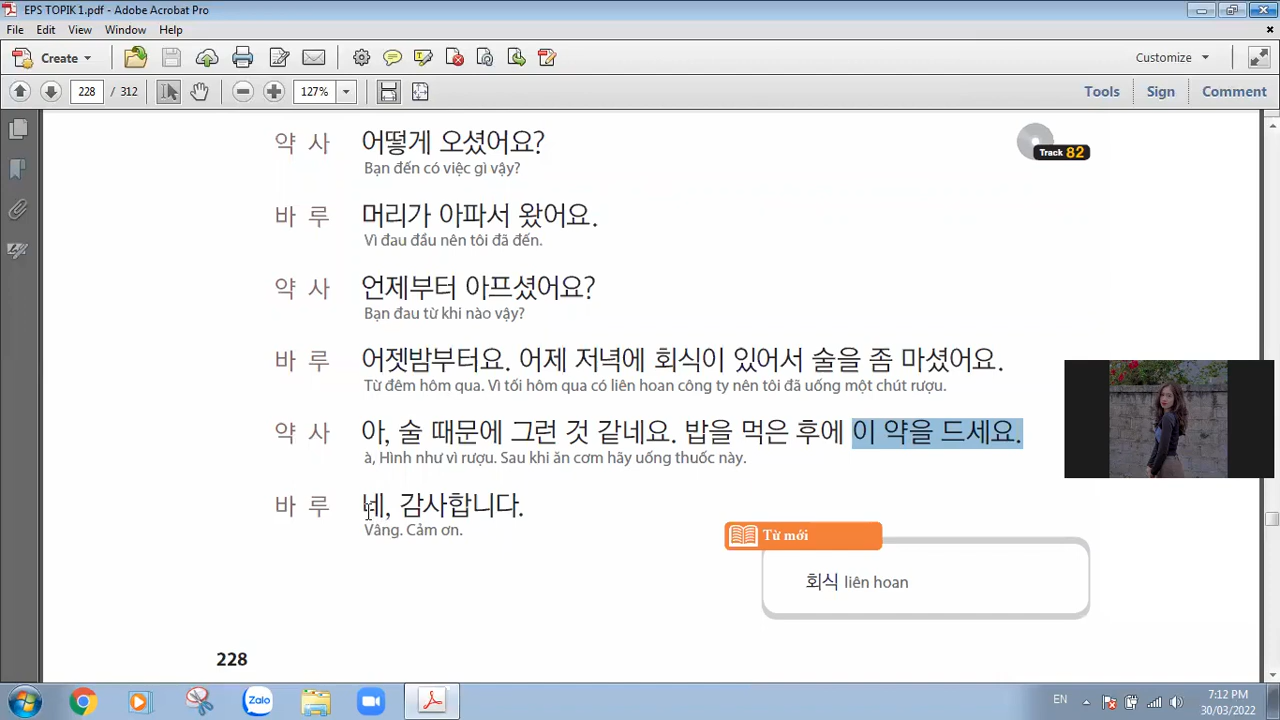 EPS TOPIK 1.pdf - Adobe Acrobat Pro
File Edit View Window Help
Create Customize
228 / 312 127% Tools Sign Comment
약 사 어떻게 오셨어요?
Bạn đến có việc gì vậy?
Track 82
바 루 머리가 아파서 왔어요.
Vì đau đầu nên tôi đã đến.
약 사 언제부터 아프셨어요?
Bạn đau từ khi nào vậy?
바 루 어젯밤부터요. 어제 저녁에 회식이 있어서 술을 좀 마셨어요.
Từ đêm hôm qua. Vì tối hôm qua có liên hoan công ty nên tôi đã uống một chút rượu.
약 사 아, 술 때문에 그런 것 같네요. 밥을 먹은 후에 이 약을 드세요.
à, Hình như vì rượu. Sau khi ăn cơm hãy uống thuốc này.
바 루 네, 감사합니다.
Vâng. Cảm ơn.
Từ mới
회식 liên hoan
228
Zalo
EN 7:12 PM
30/03/2022